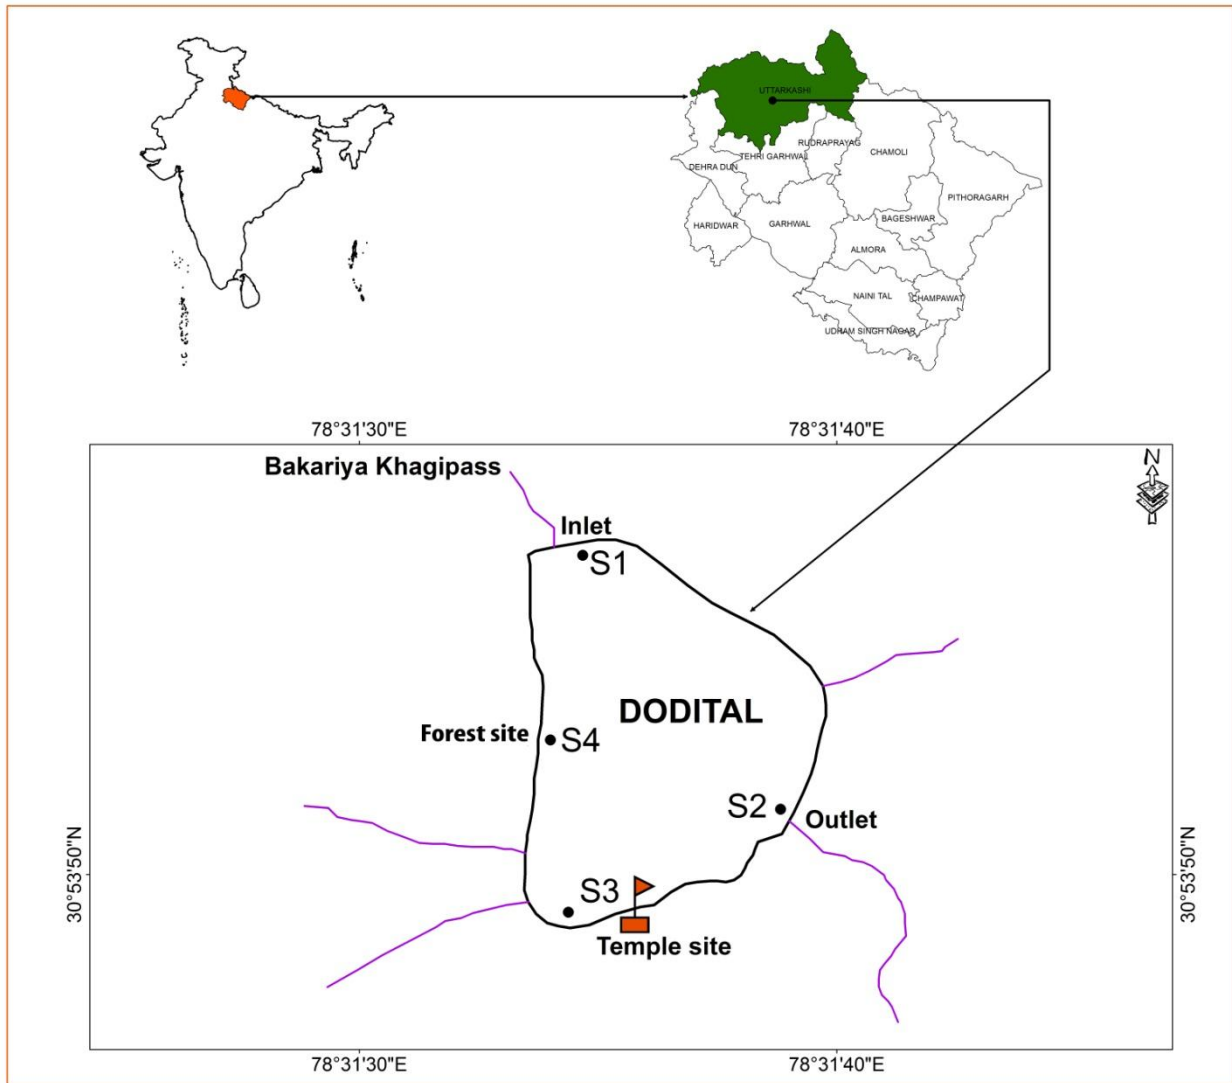 UTTARKASHI
RUDRAPRAYAG
TEHRI GARHWAL
CHAMOLI
DEHRA DUN
PITHORAGARH
HARIDWAR
GARHWAL
BAGESHWAR
ALMORA
NAINI TAL
CHAMPAWAT
UDHAM SINGH NAGAR
78°31'30"E
78°31'40"E
Bakariya Khagipass
N
Inlet
S1
DODITAL
Forest site
S4
S2
Outlet
30°53'50"N
30°53'50"N
S3
Temple site
78°31'30"E
78°31'40"E